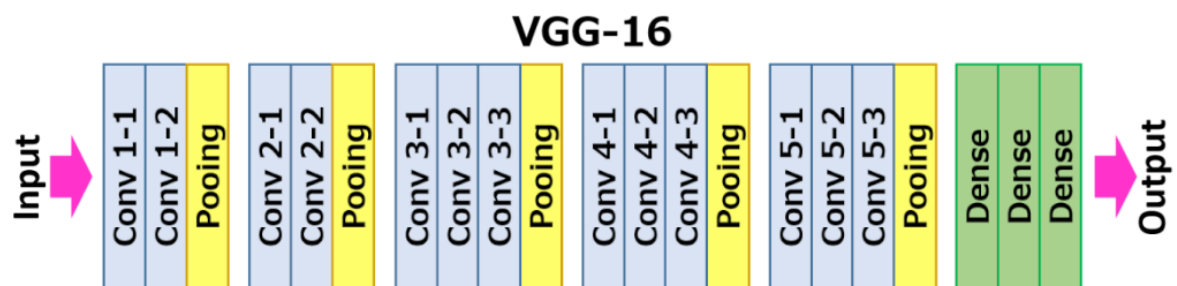 VGG-16
Input
Conv 1-1
Conv 1-2
Pooing
Conv 2-1
Conv 2-2
Pooing
Conv 3-1
Conv 3-2
Conv 3-3
Pooing
Conv 4-1
Conv 4-2
Conv 4-3
Pooing
Conv 5-1
Conv 5-2
Conv 5-3
Pooing
Dense
Dense
Dense
Output